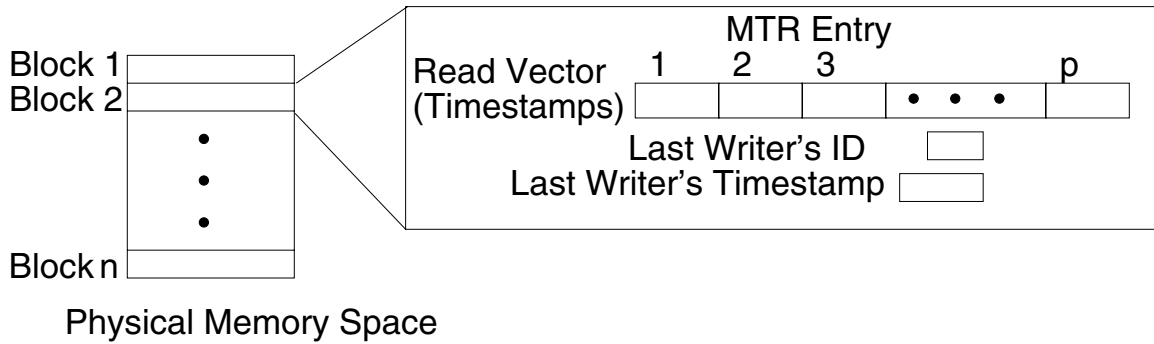 MTR Entry
Block 1
Read Vector 1 2 3 p
Block 2
(Timestamps)
Last Writer's ID
Last Writer's Timestamp
Block n
Physical Memory Space